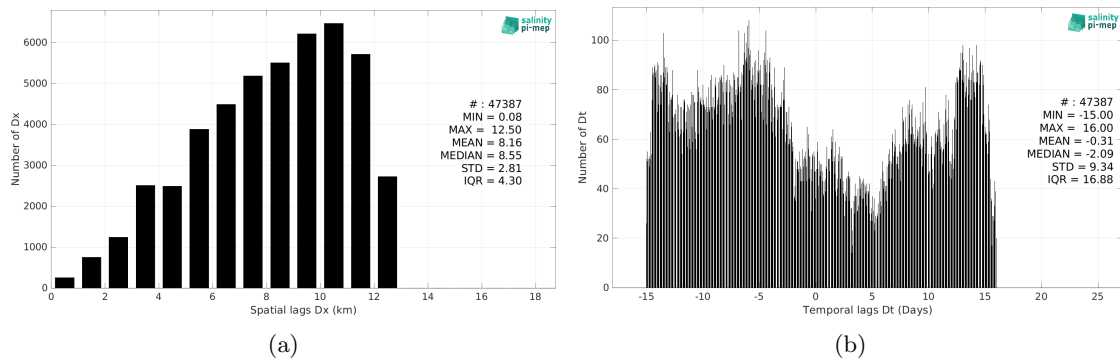 salinity
pi-mep
6000
5000
4000
3000
2000
1000
0
Number of Dx
# : 47387
MIN = 0.08
MAX = 12.50
MEAN = 8.16
MEDIAN = 8.55
STD = 2.81
IQR = 4.30
0 2 4 6 8 10 12 14 16 18
Spatial lags Dx (km)
(a)
salinity
pi-mep
100
80
60
40
20
0
Number of Dt
# : 47387
MIN = -15.00
MAX = 16.00
MEAN = -0.31
MEDIAN = -2.09
STD = 9.34
IQR = 16.88
-15 -10 -5 0 5 10 15 20 25
Temporal lags Dt (Days)
(b)